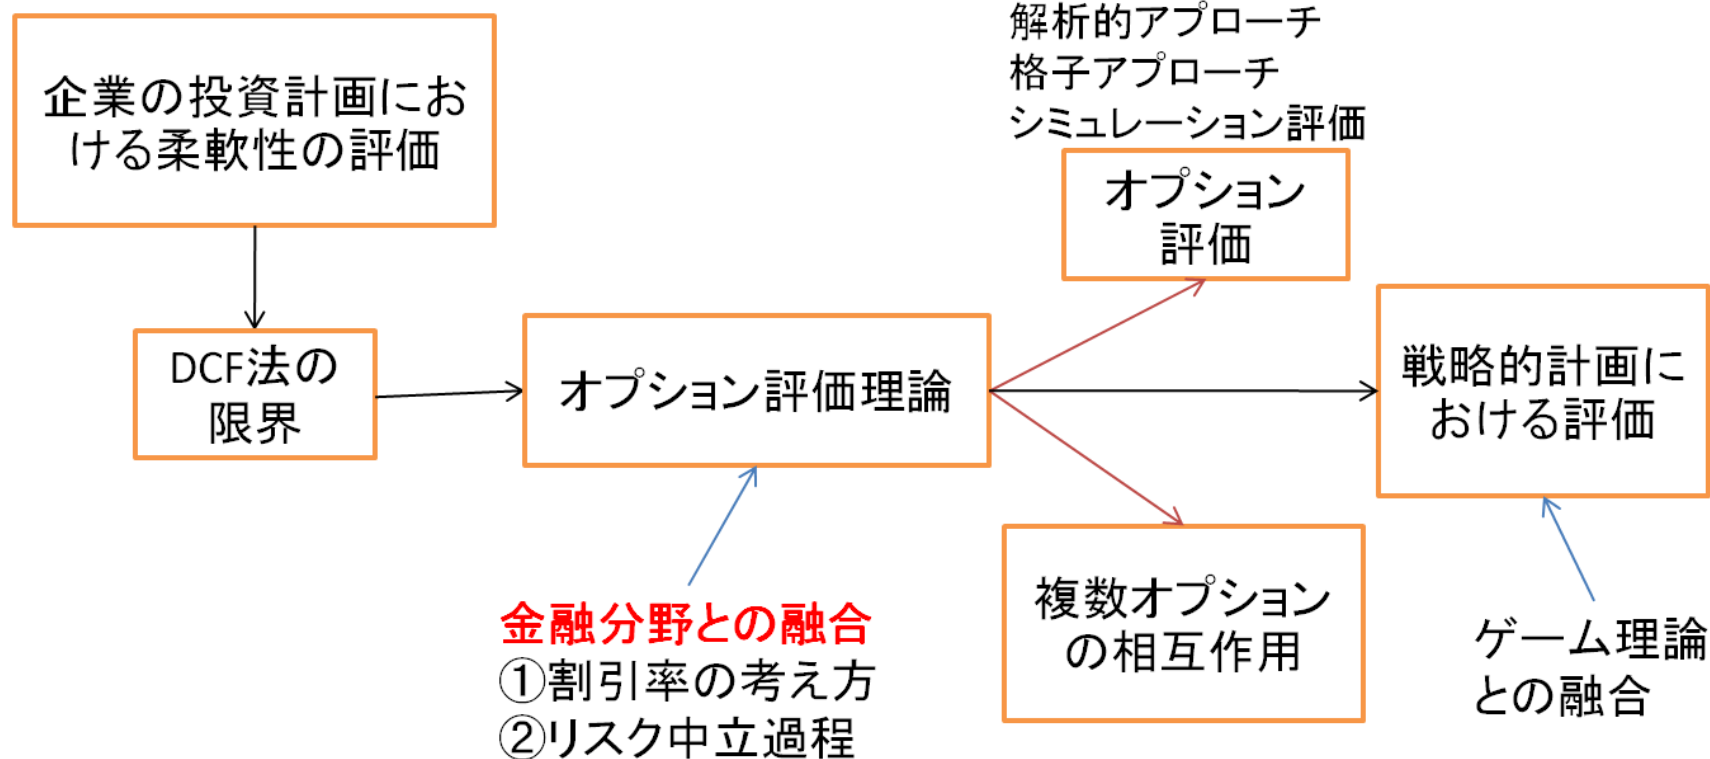 企業の投資計画にお
ける柔軟性の評価
DCF法の
限界
オプション評価理論
金融分野との融合
①割引率の考え方
②リスク中立過程
解析的アプローチ
格子アプローチ
シミュレーション評価
オプション
評価
複数オプション
の相互作用
戦略的計画に
おける評価
ゲーム理論
との融合